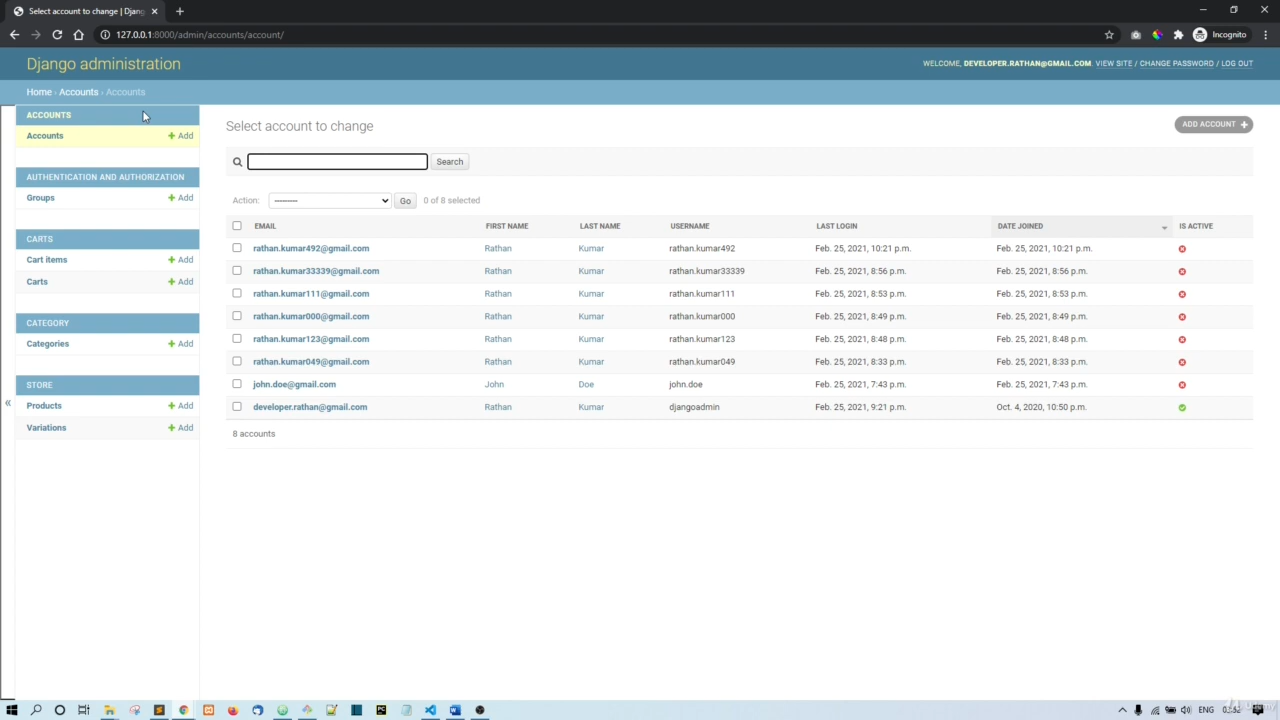 Select account to change | Djang
127.0.0.1:8000/admin/accounts/account/
Incognito
Django administration
WELCOME, DEVELOPER.RATHAN@GMAIL.COM. VIEW SITE / CHANGE PASSWORD / LOG OUT
Home › Accounts › Accounts
ACCOUNTS
Accounts + Add
AUTHENTICATION AND AUTHORIZATION
Groups + Add
CARTS
Cart items + Add
Carts + Add
CATEGORY
Categories + Add
STORE
Products + Add
Variations + Add
«
Select account to change
ADD ACCOUNT +
Search
Action: --------- Go 0 of 8 selected
EMAIL FIRST NAME LAST NAME USERNAME LAST LOGIN DATE JOINED IS ACTIVE
rathan.kumar492@gmail.com Rathan Kumar rathan.kumar492 Feb. 25, 2021, 10:21 p.m. Feb. 25, 2021, 10:21 p.m.
rathan.kumar33339@gmail.com Rathan Kumar rathan.kumar33339 Feb. 25, 2021, 8:56 p.m. Feb. 25, 2021, 8:56 p.m.
rathan.kumar111@gmail.com Rathan Kumar rathan.kumar111 Feb. 25, 2021, 8:53 p.m. Feb. 25, 2021, 8:53 p.m.
rathan.kumar000@gmail.com Rathan Kumar rathan.kumar000 Feb. 25, 2021, 8:49 p.m. Feb. 25, 2021, 8:49 p.m.
rathan.kumar123@gmail.com Rathan Kumar rathan.kumar123 Feb. 25, 2021, 8:48 p.m. Feb. 25, 2021, 8:48 p.m.
rathan.kumar049@gmail.com Rathan Kumar rathan.kumar049 Feb. 25, 2021, 8:33 p.m. Feb. 25, 2021, 8:33 p.m.
john.doe@gmail.com John Doe john.doe Feb. 25, 2021, 7:43 p.m. Feb. 25, 2021, 7:43 p.m.
developer.rathan@gmail.com Rathan Kumar djangoadmin Feb. 25, 2021, 9:21 p.m. Oct. 4, 2020, 10:50 p.m.
8 accounts
ENG